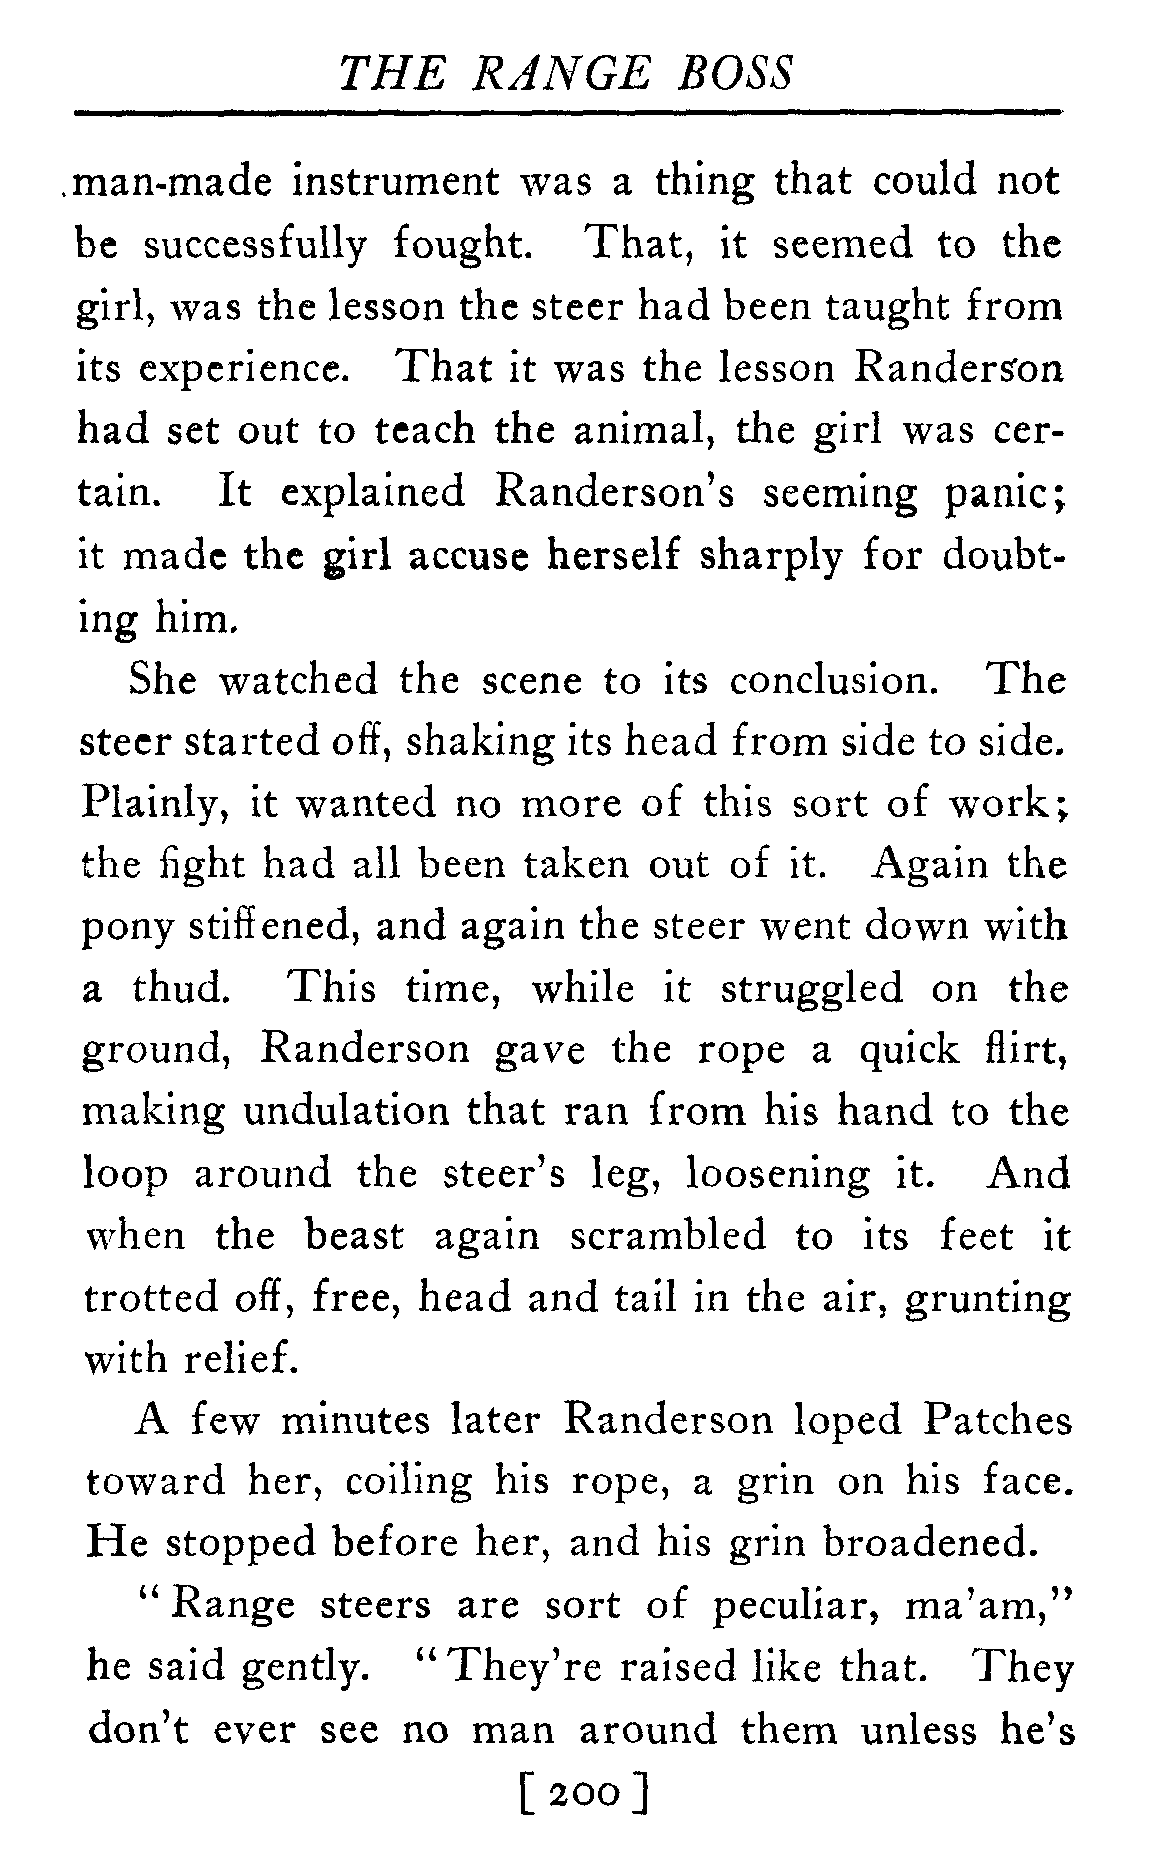 THE RANGE BOSS
man-made instrument was a thing that could not
be successfully fought. That, it seemed to the
girl, was the lesson the steer had been taught from
its experience. That it was the lesson Randerson
had set out to teach the animal, the girl was cer-
tain. It explained Randerson's seeming panic;
it made the girl accuse herself sharply for doubt-
ing him.
She watched the scene to its conclusion. The
steer started off, shaking its head from side to side.
Plainly, it wanted no more of this sort of work;
the fight had all been taken out of it. Again the
pony stiffened, and again the steer went down with
a thud. This time, while it struggled on the
ground, Randerson gave the rope a quick flirt,
making undulation that ran from his hand to the
loop around the steer's leg, loosening it. And
when the beast again scrambled to its feet it
trotted off, free, head and tail in the air, grunting
with relief.
A few minutes later Randerson loped Patches
toward her, coiling his rope, a grin on his face.
He stopped before her, and his grin broadened.
"Range steers are sort of peculiar, ma'am,"
he said gently. "They're raised like that. They
don't ever see no man around them unless he's
[ 200 ]